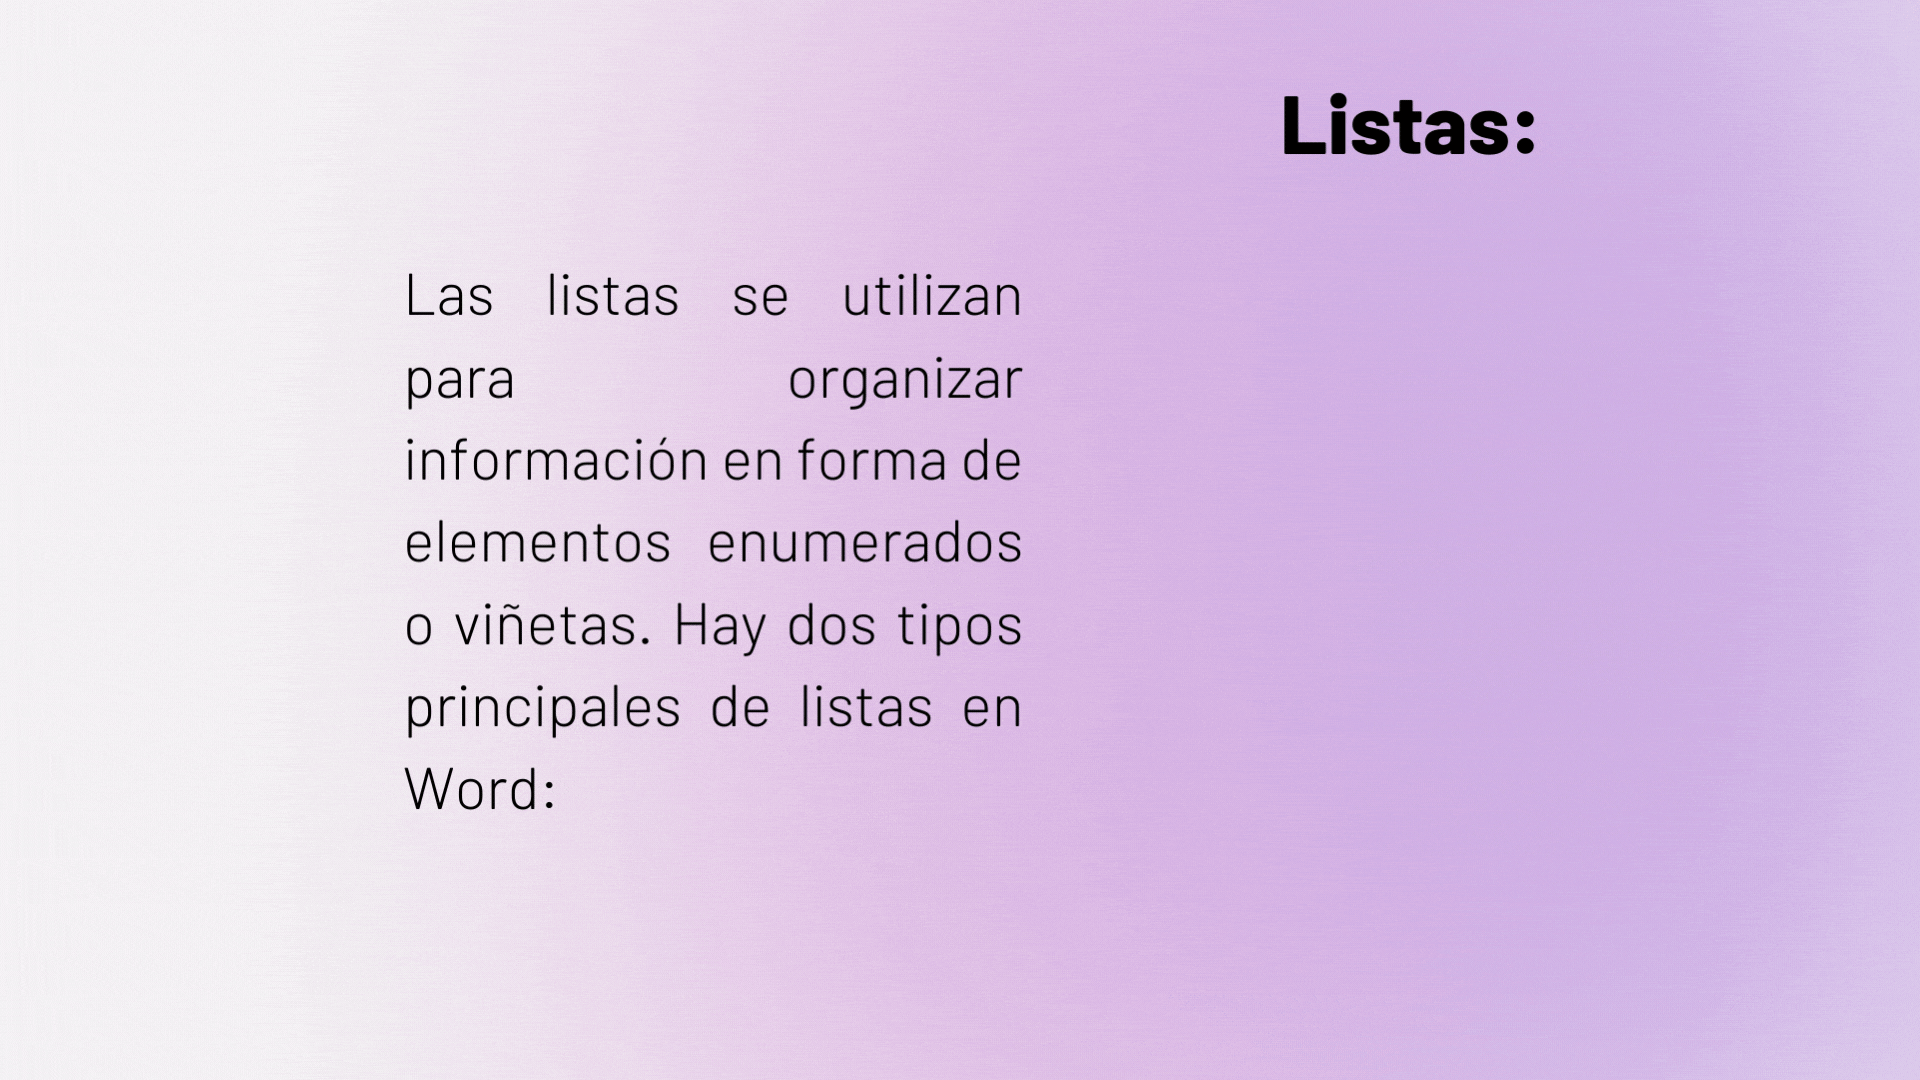 Listas:
Las listas se utilizan
para organizar
información en forma de
elementos enumerados
o viñetas. Hay dos tipos
principales de listas en
Word: